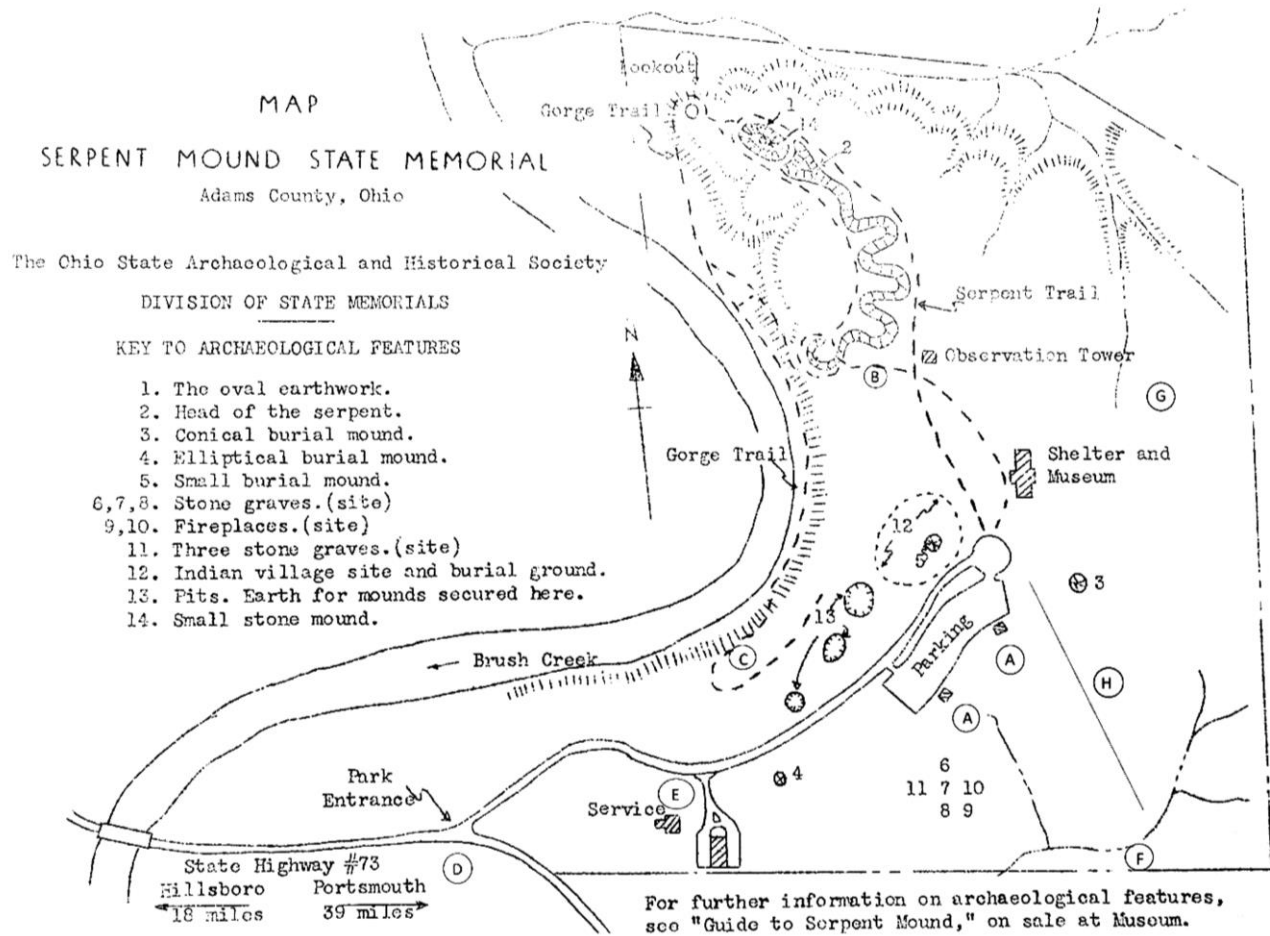 MAP
SERPENT MOUND STATE MEMORIAL
Adams County, Ohio
The Ohio State Archaeological and Historical Society
DIVISION OF STATE MEMORIALS
KEY TO ARCHAEOLOGICAL FEATURES
1. The oval earthwork.
2. Head of the serpent.
3. Conical burial mound.
4. Elliptical burial mound.
5. Small burial mound.
6,7,8. Stone graves.(site)
9,10. Fireplaces.(site)
11. Three stone graves.(site)
12. Indian village site and burial ground.
13. Pits. Earth for mounds secured here.
14. Small stone mound.
Lookout
Gorge Trail
1
14
2
N
Serpent Trail
Observation Tower
B
G
Gorge Trail
Shelter and
Museum
12
3
13
Parking
A
A
H
C
Brush Creek
4
6
11 7 10
8 9
Park
Entrance
E
Service
D
F
State Highway #73
Hillsboro
18 miles
Portsmouth
39 miles
For further information on archaeological features,
see "Guide to Serpent Mound," on sale at Museum.